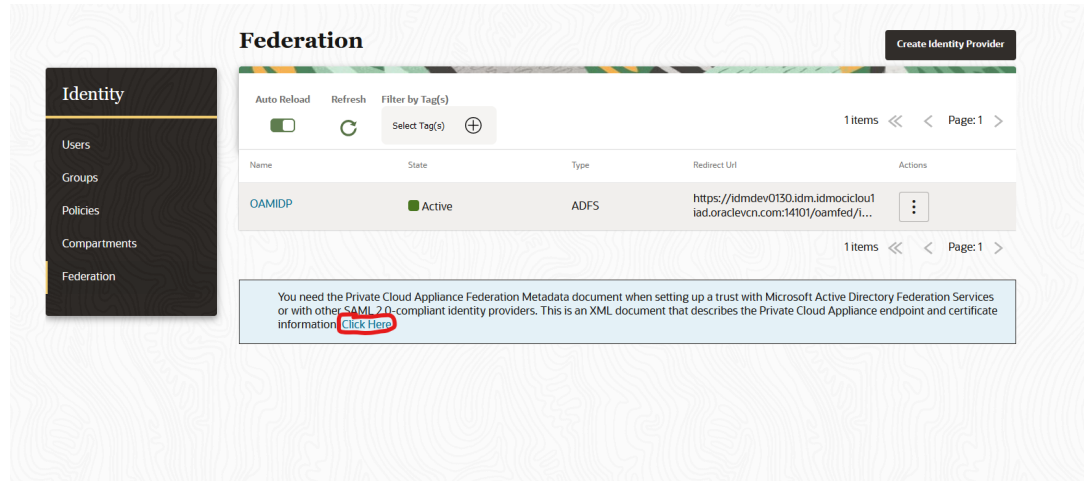 Federation
Create Identity Provider
Identity
Users
Groups
Policies
Compartments
Federation
Auto Reload
Refresh
Filter by Tag(s)
Select Tag(s)
1 items
Page: 1
Name
State
Type
Redirect Url
Actions
OAMIDP
Active
ADFS
https://idmdev0130.idm.idmociclou1
iad.oraclevcn.com:14101/oamfed/i...
1 items
Page: 1
You need the Private Cloud Appliance Federation Metadata document when setting up a trust with Microsoft Active Directory Federation Services
or with other SAML 2.0-compliant identity providers. This is an XML document that describes the Private Cloud Appliance endpoint and certificate
information. Click Here